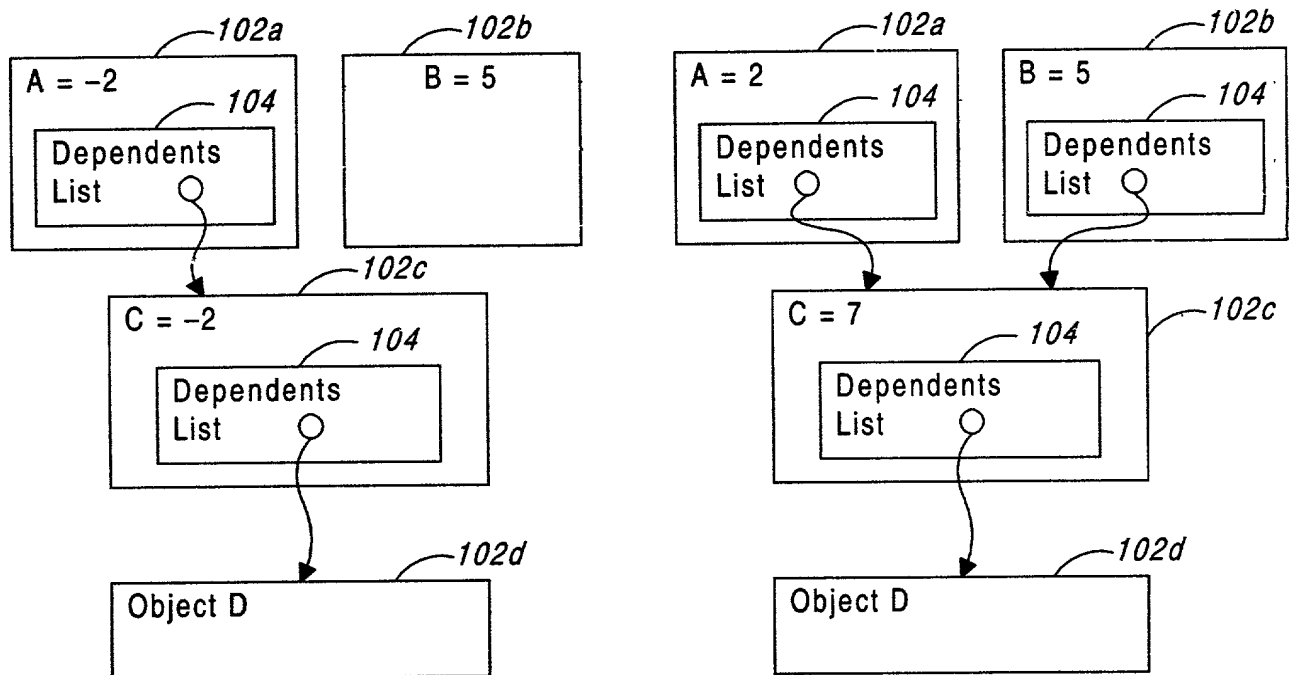 102a
102b
A = –2
B = 5
104
Dependents
List
102c
C = –2
104
Dependents
List
102d
Object D
102a
102b
A = 2
B = 5
104
104
Dependents
List
Dependents
List
C = 7
102c
104
Dependents
List
102d
Object D